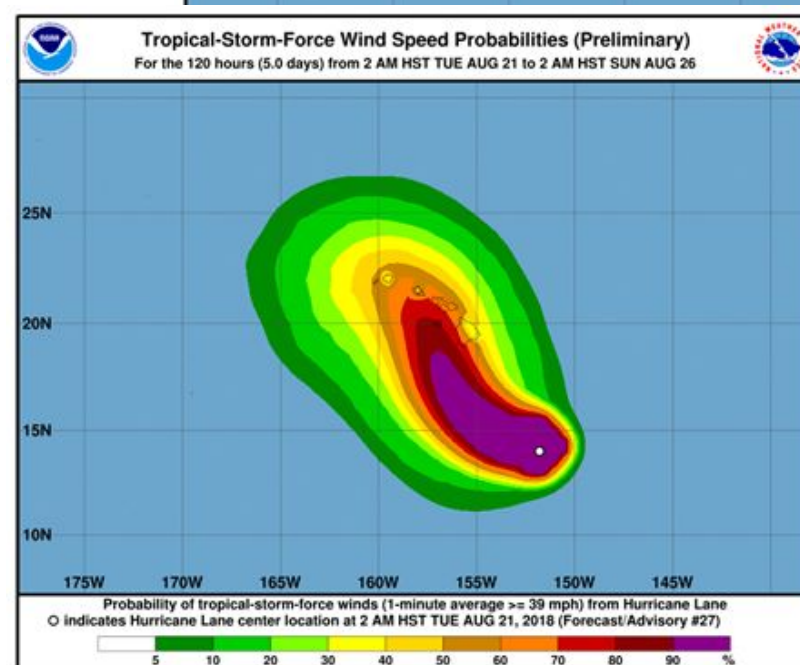 Tropical-Storm-Force Wind Speed Probabilities (Preliminary)
For the 120 hours (5.0 days) from 2 AM HST TUE AUG 21 to 2 AM HST SUN AUG 26
NOAA
NATIONAL WEATHER
25N
20N
15N
10N
175W 170W 165W 160W 155W 150W 145W
Probability of tropical-storm-force winds (1-minute average >= 39 mph) from Hurricane Lane
O indicates Hurricane Lane center location at 2 AM HST TUE AUG 21, 2018 (Forecast/Advisory #27)
5 10 20 30 40 50 60 70 80 90 %